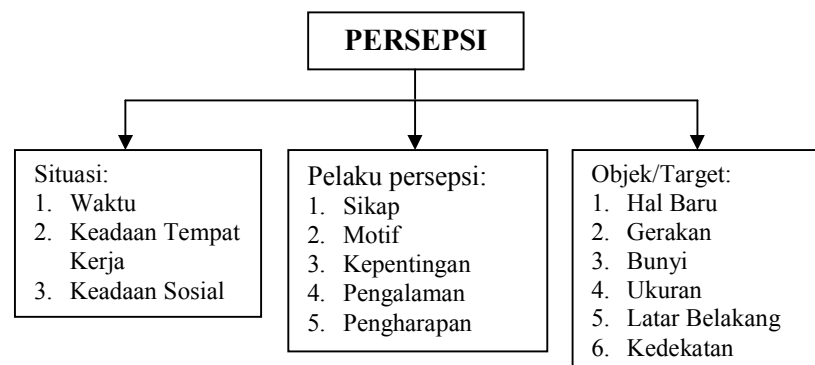 PERSEPSI
Situasi:
1. Waktu
2. Keadaan Tempat
Kerja
3. Keadaan Sosial
Pelaku persepsi:
1. Sikap
2. Motif
3. Kepentingan
4. Pengalaman
5. Pengharapan
Objek/Target:
1. Hal Baru
2. Gerakan
3. Bunyi
4. Ukuran
5. Latar Belakang
6. Kedekatan